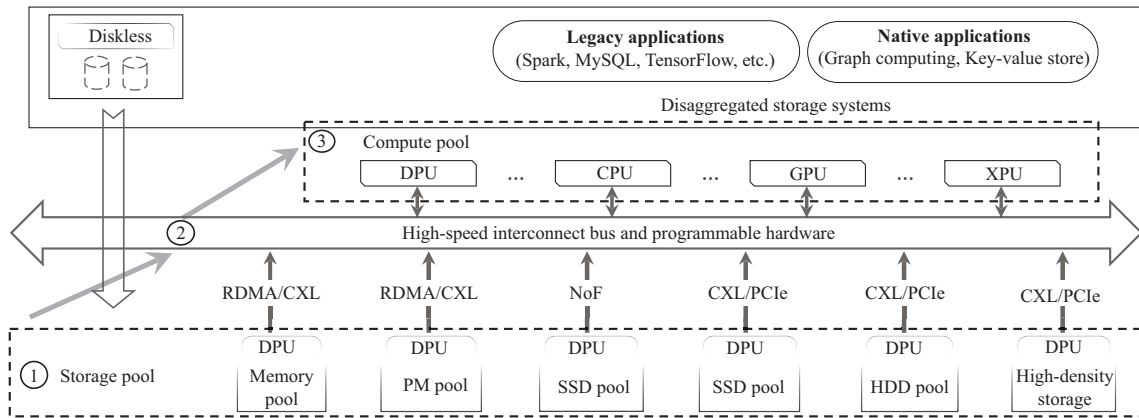 Diskless
Legacy applications
(Spark, MySQL, TensorFlow, etc.)
Native applications
(Graph computing, Key-value store)
Disaggregated storage systems
3
Compute pool
DPU
...
CPU
...
GPU
...
XPU
2
High-speed interconnect bus and programmable hardware
RDMA/CXL
RDMA/CXL
NoF
CXL/PCIe
CXL/PCIe
CXL/PCIe
1
Storage pool
DPU
Memory
pool
DPU
PM pool
DPU
SSD pool
DPU
SSD pool
DPU
HDD pool
DPU
High-density
storage